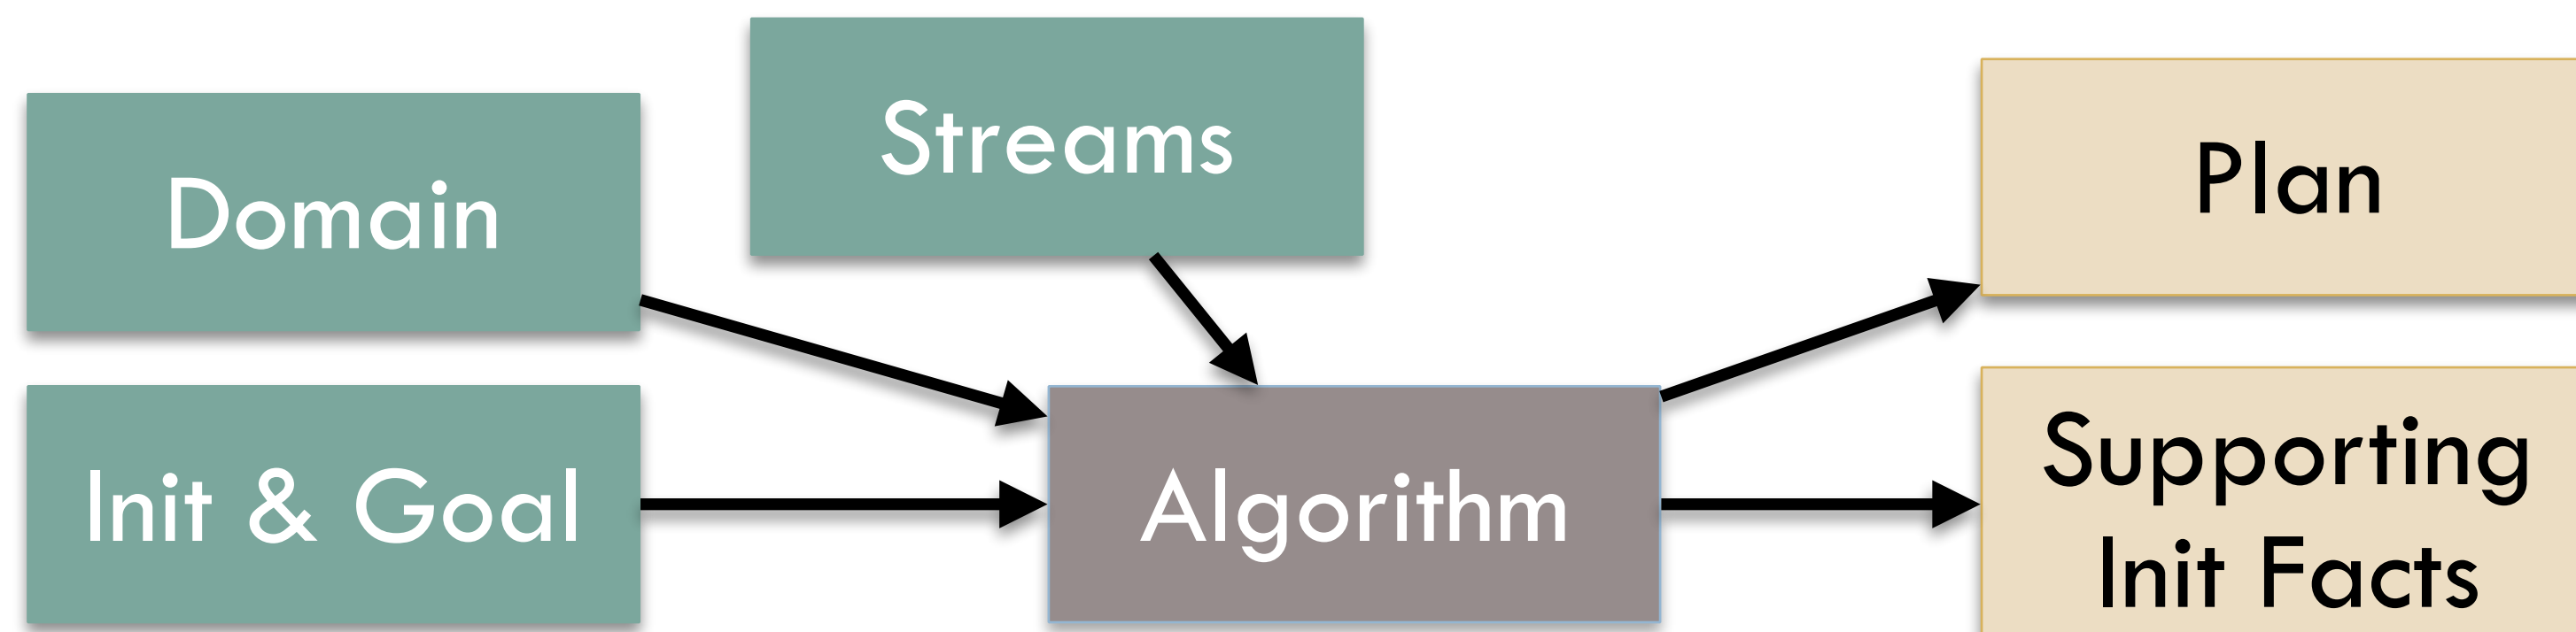 Streams
Domain
Plan
Init & Goal
Algorithm
Supporting
Init Facts